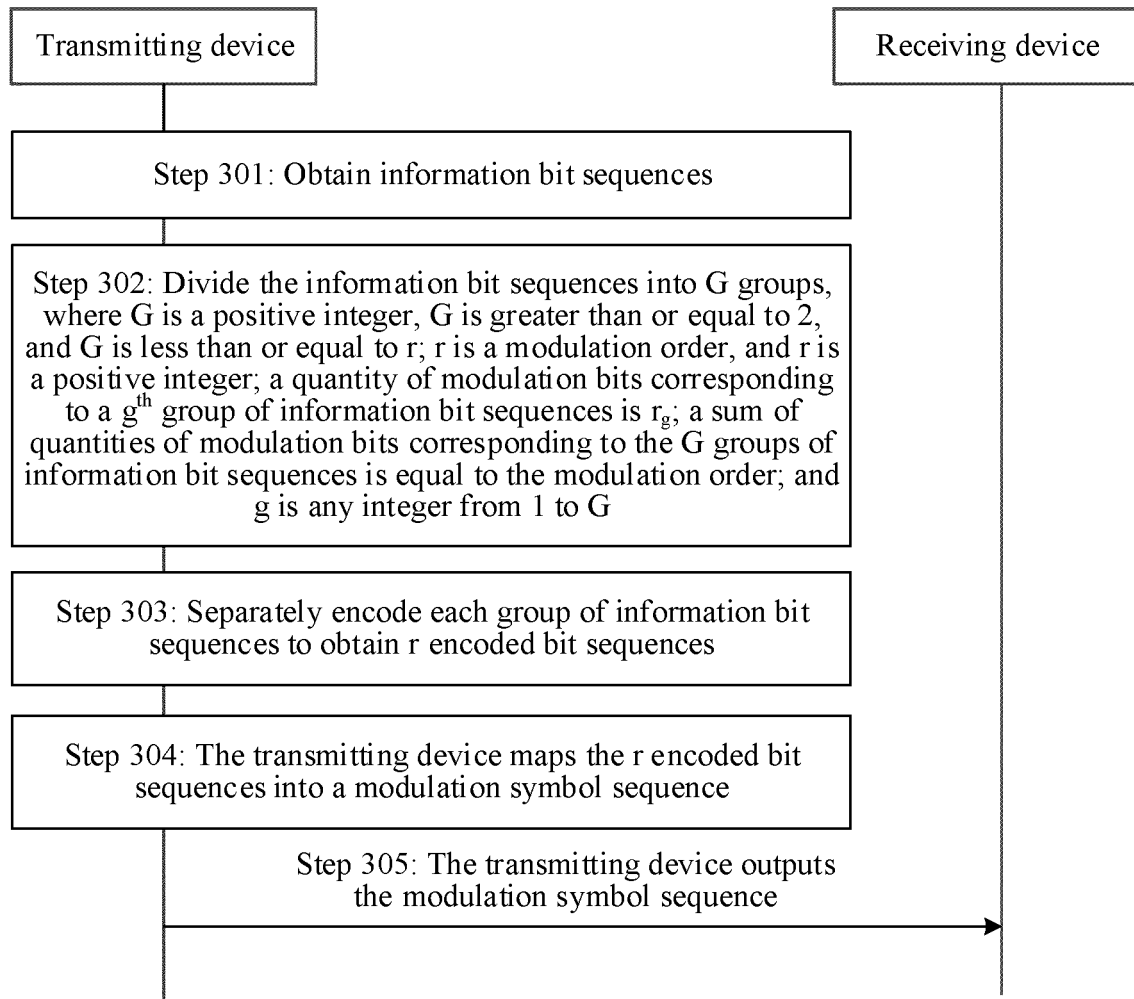 Transmitting device
Receiving device
Step 301: Obtain information bit sequences
Step 302: Divide the information bit sequences into G groups,
where G is a positive integer, G is greater than or equal to 2,
and G is less than or equal to r; r is a modulation order, and r is
a positive integer; a quantity of modulation bits corresponding
to a gth group of information bit sequences is rg; a sum of
quantities of modulation bits corresponding to the G groups of
information bit sequences is equal to the modulation order; and
g is any integer from 1 to G
Step 303: Separately encode each group of information bit
sequences to obtain r encoded bit sequences
Step 304: The transmitting device maps the r encoded bit
sequences into a modulation symbol sequence
Step 305: The transmitting device outputs
the modulation symbol sequence